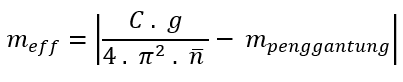 m_eff = | (C . g) / (4 . π² . n̄) − m_penggantung |